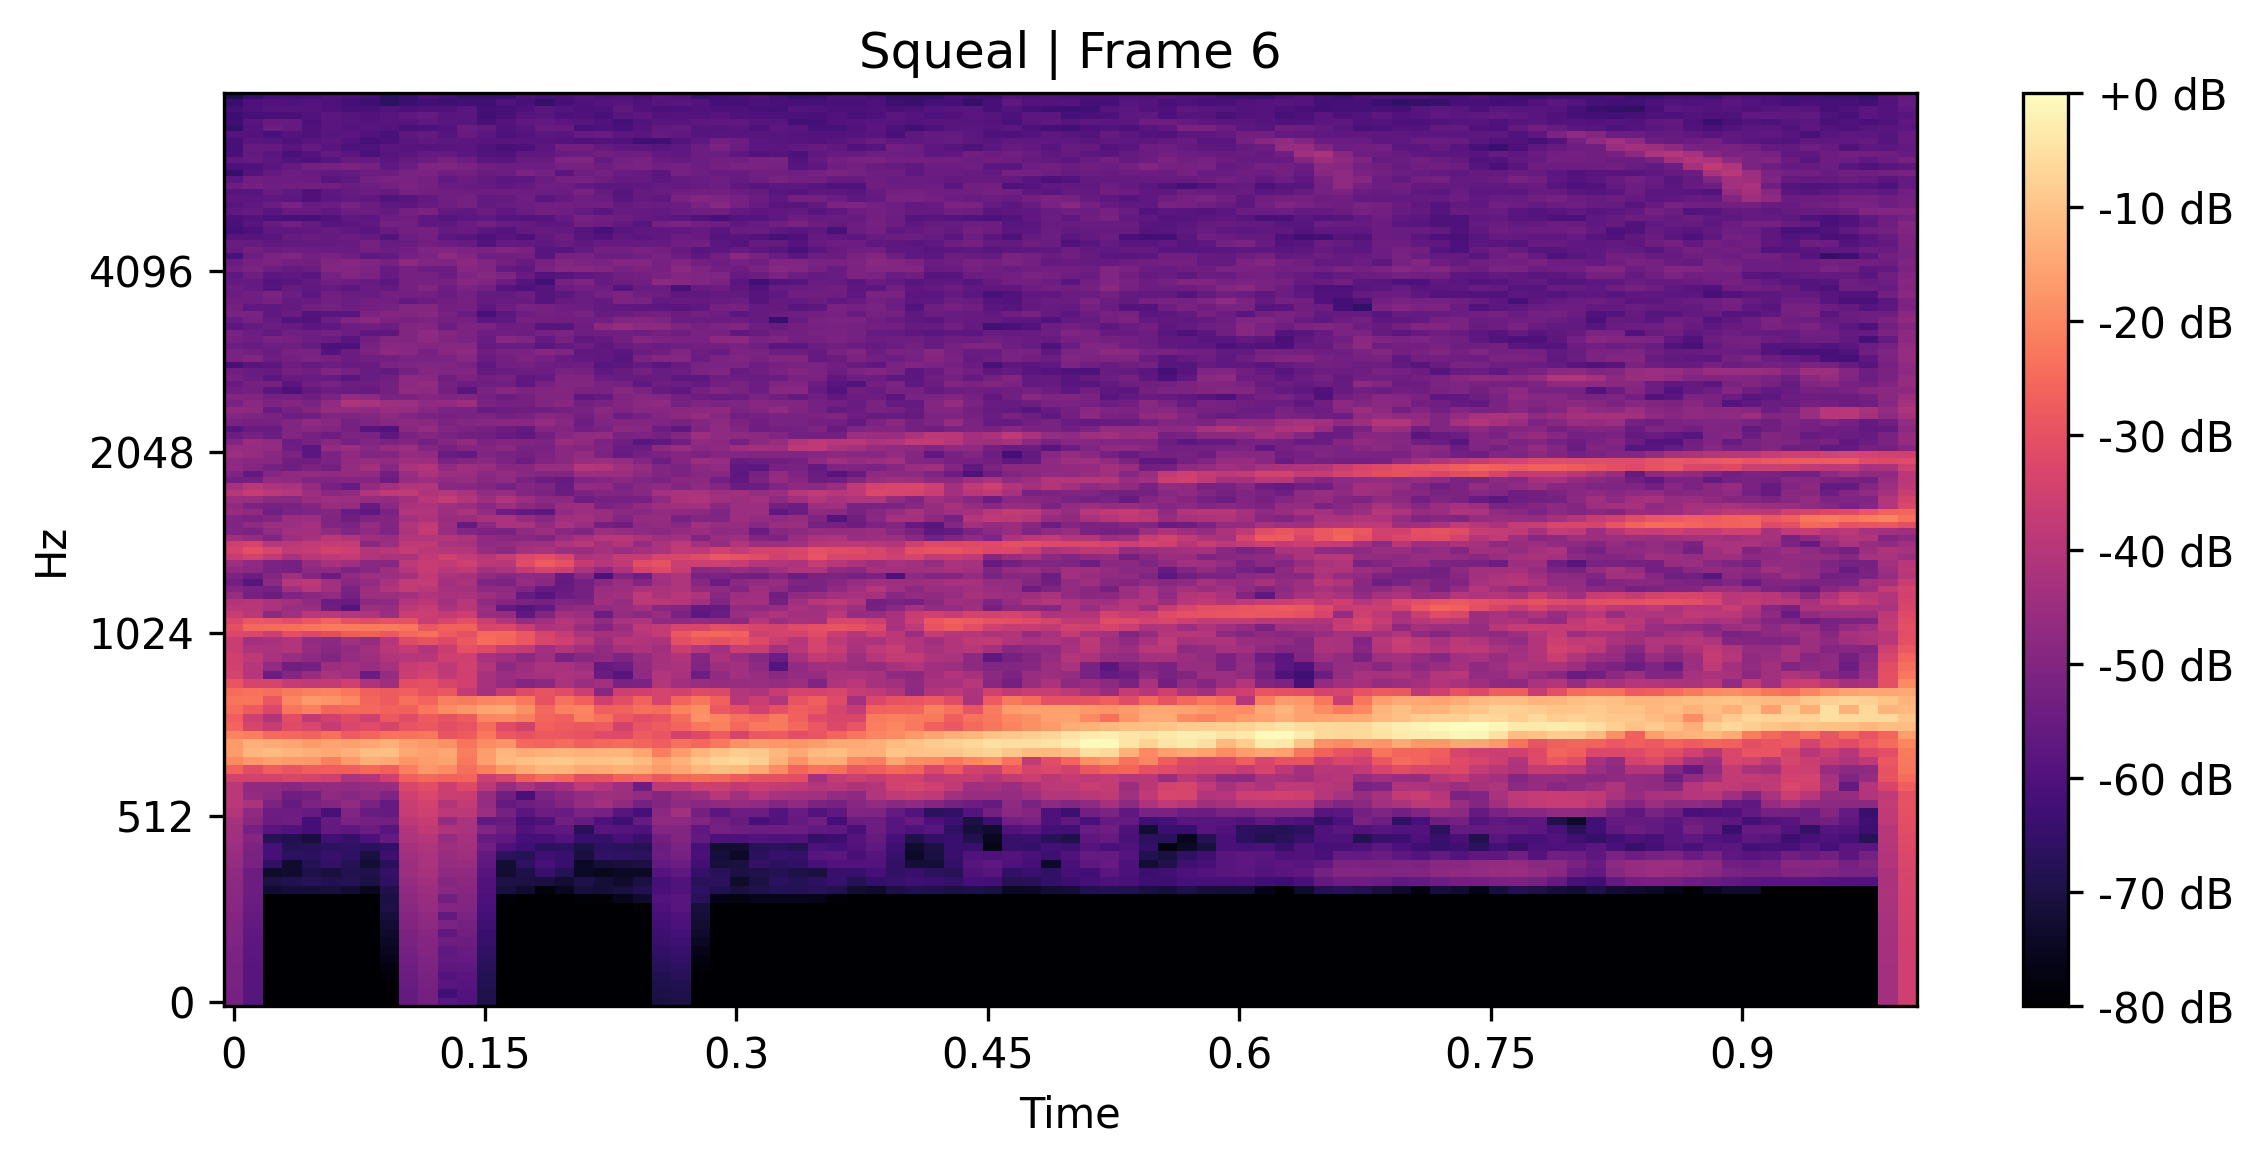 Squeal | Frame 6
Hz
4096
2048
1024
512
0
0 0.15 0.3 0.45 0.6 0.75 0.9
Time
+0 dB
-10 dB
-20 dB
-30 dB
-40 dB
-50 dB
-60 dB
-70 dB
-80 dB